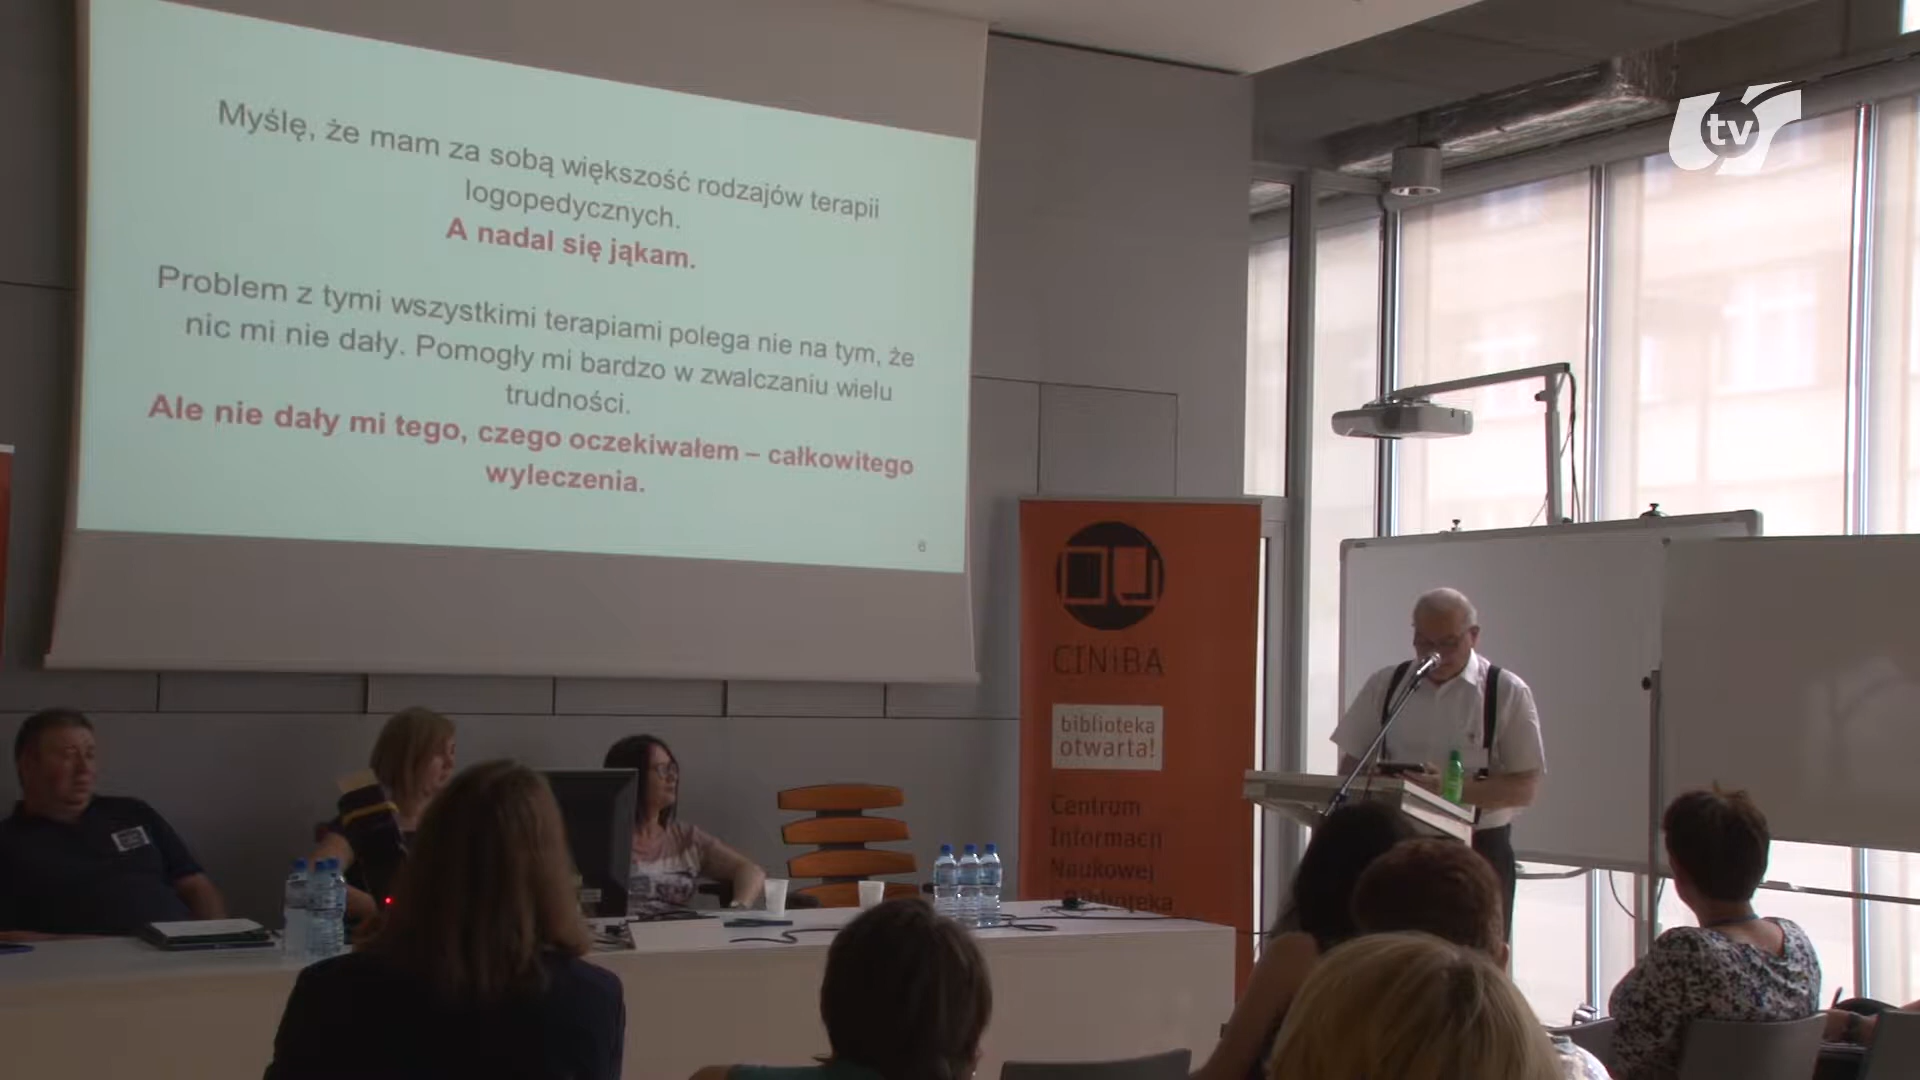 Myślę, że mam za sobą większość rodzajów terapii
logopedycznych.
A nadal się jąkam.
Problem z tymi wszystkimi terapiami polega nie na tym, że
nic mi nie dały. Pomogły mi bardzo w zwalczaniu wielu
trudności.
Ale nie dały mi tego, czego oczekiwałem – całkowitego
wyleczenia.
tv
CINiBA
biblioteka
otwarta!
Centrum
Informacji
Naukowej
Biblioteka